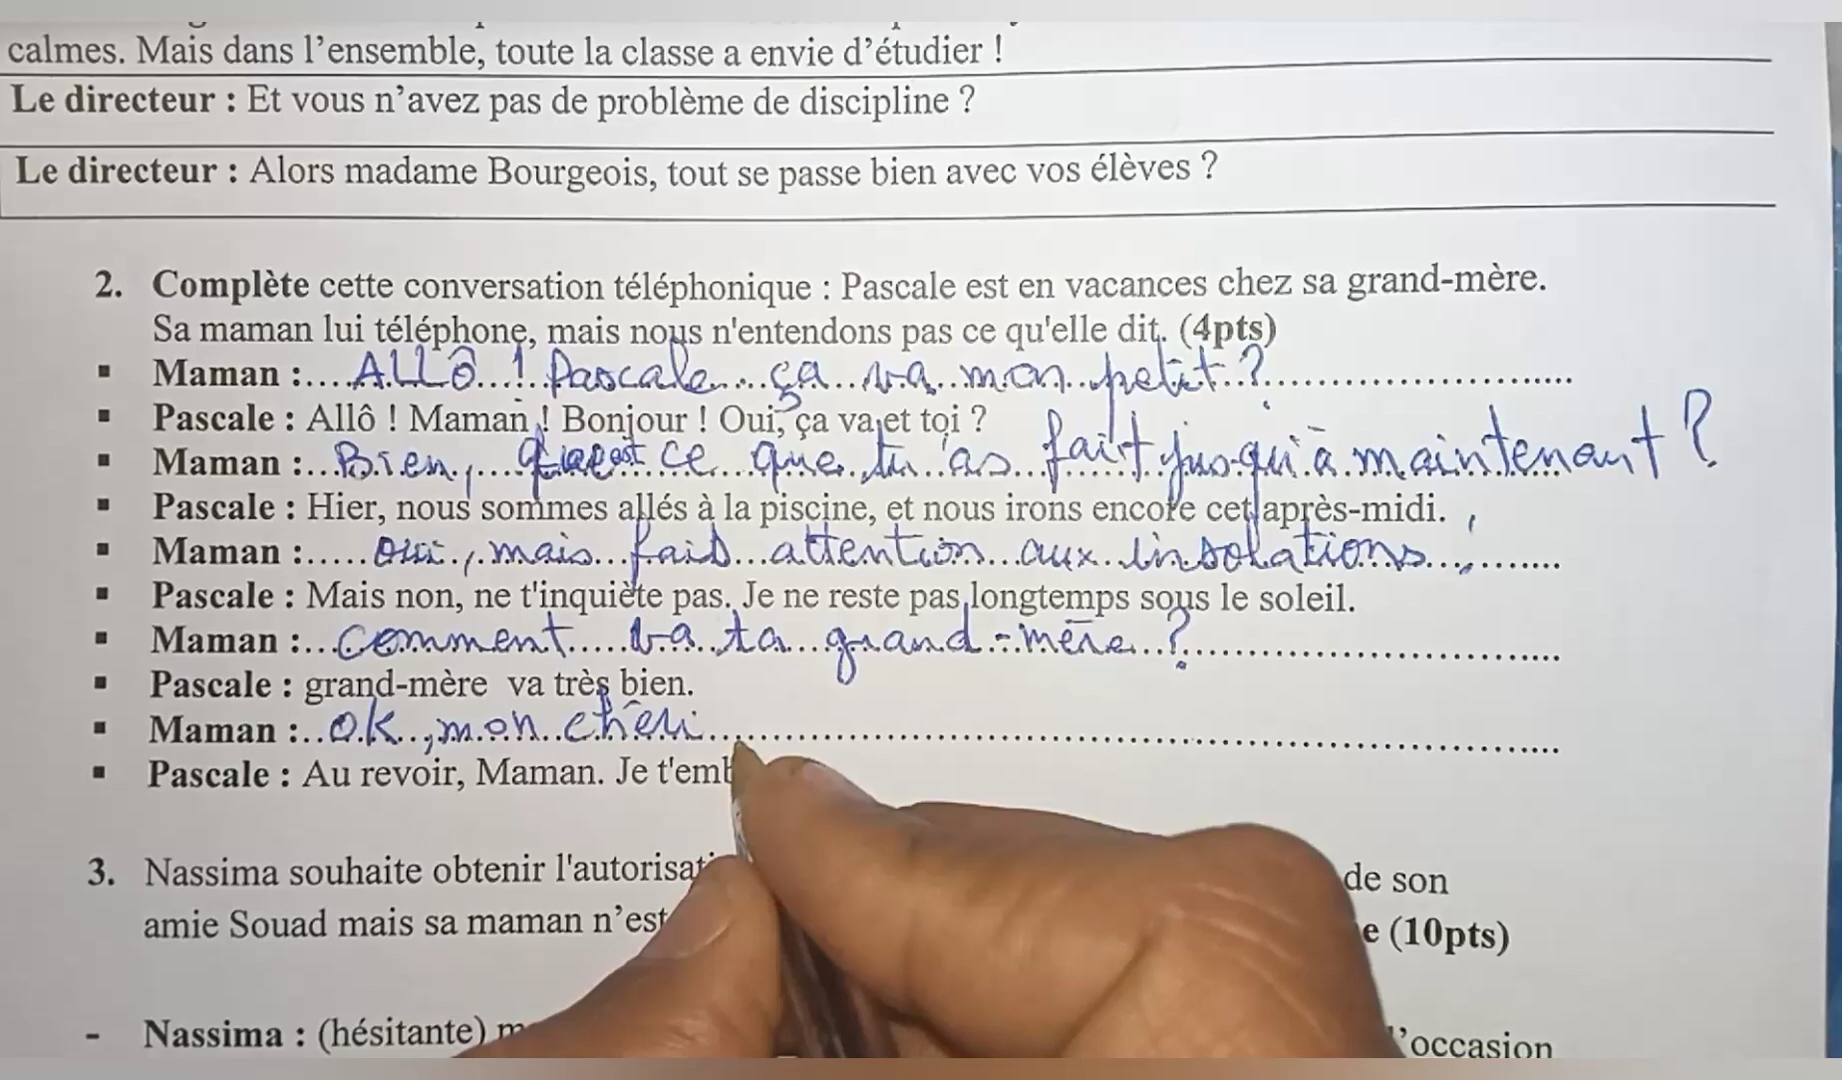 calmes. Mais dans l'ensemble, toute la classe a envie d'étudier !
Le directeur : Et vous n'avez pas de problème de discipline ?
Le directeur : Alors madame Bourgeois, tout se passe bien avec vos élèves ?
2. Complète cette conversation téléphonique : Pascale est en vacances chez sa grand-mère.
Sa maman lui téléphone, mais nous n'entendons pas ce qu'elle dit. (4pts)
▪ Maman :....ALLÔ...!..Pascale....ça..va..mon..petit..?..............................
▪ Pascale : Allô ! Maman ! Bonjour ! Oui, ça va et toi ?
▪ Maman :...Bien,.... ce...que..tu..as...fait jusqu'à maintenant ?
▪ Pascale : Hier, nous sommes allés à la piscine, et nous irons encore cet après-midi.
▪ Maman :.....oui.,.mais..fais..attention..aux..insolations..........
▪ Pascale : Mais non, ne t'inquiète pas. Je ne reste pas longtemps sous le soleil.
▪ Maman :...Comment.....va..ta...grand-mère..?..............................
▪ Pascale : grand-mère va très bien.
▪ Maman :..OK..,mon..chéri............................................................
▪ Pascale : Au revoir, Maman. Je t'emb
3. Nassima souhaite obtenir l'autorisati de son
amie Souad mais sa maman n'est e (10pts)
- Nassima : (hésitante) m l'occasion